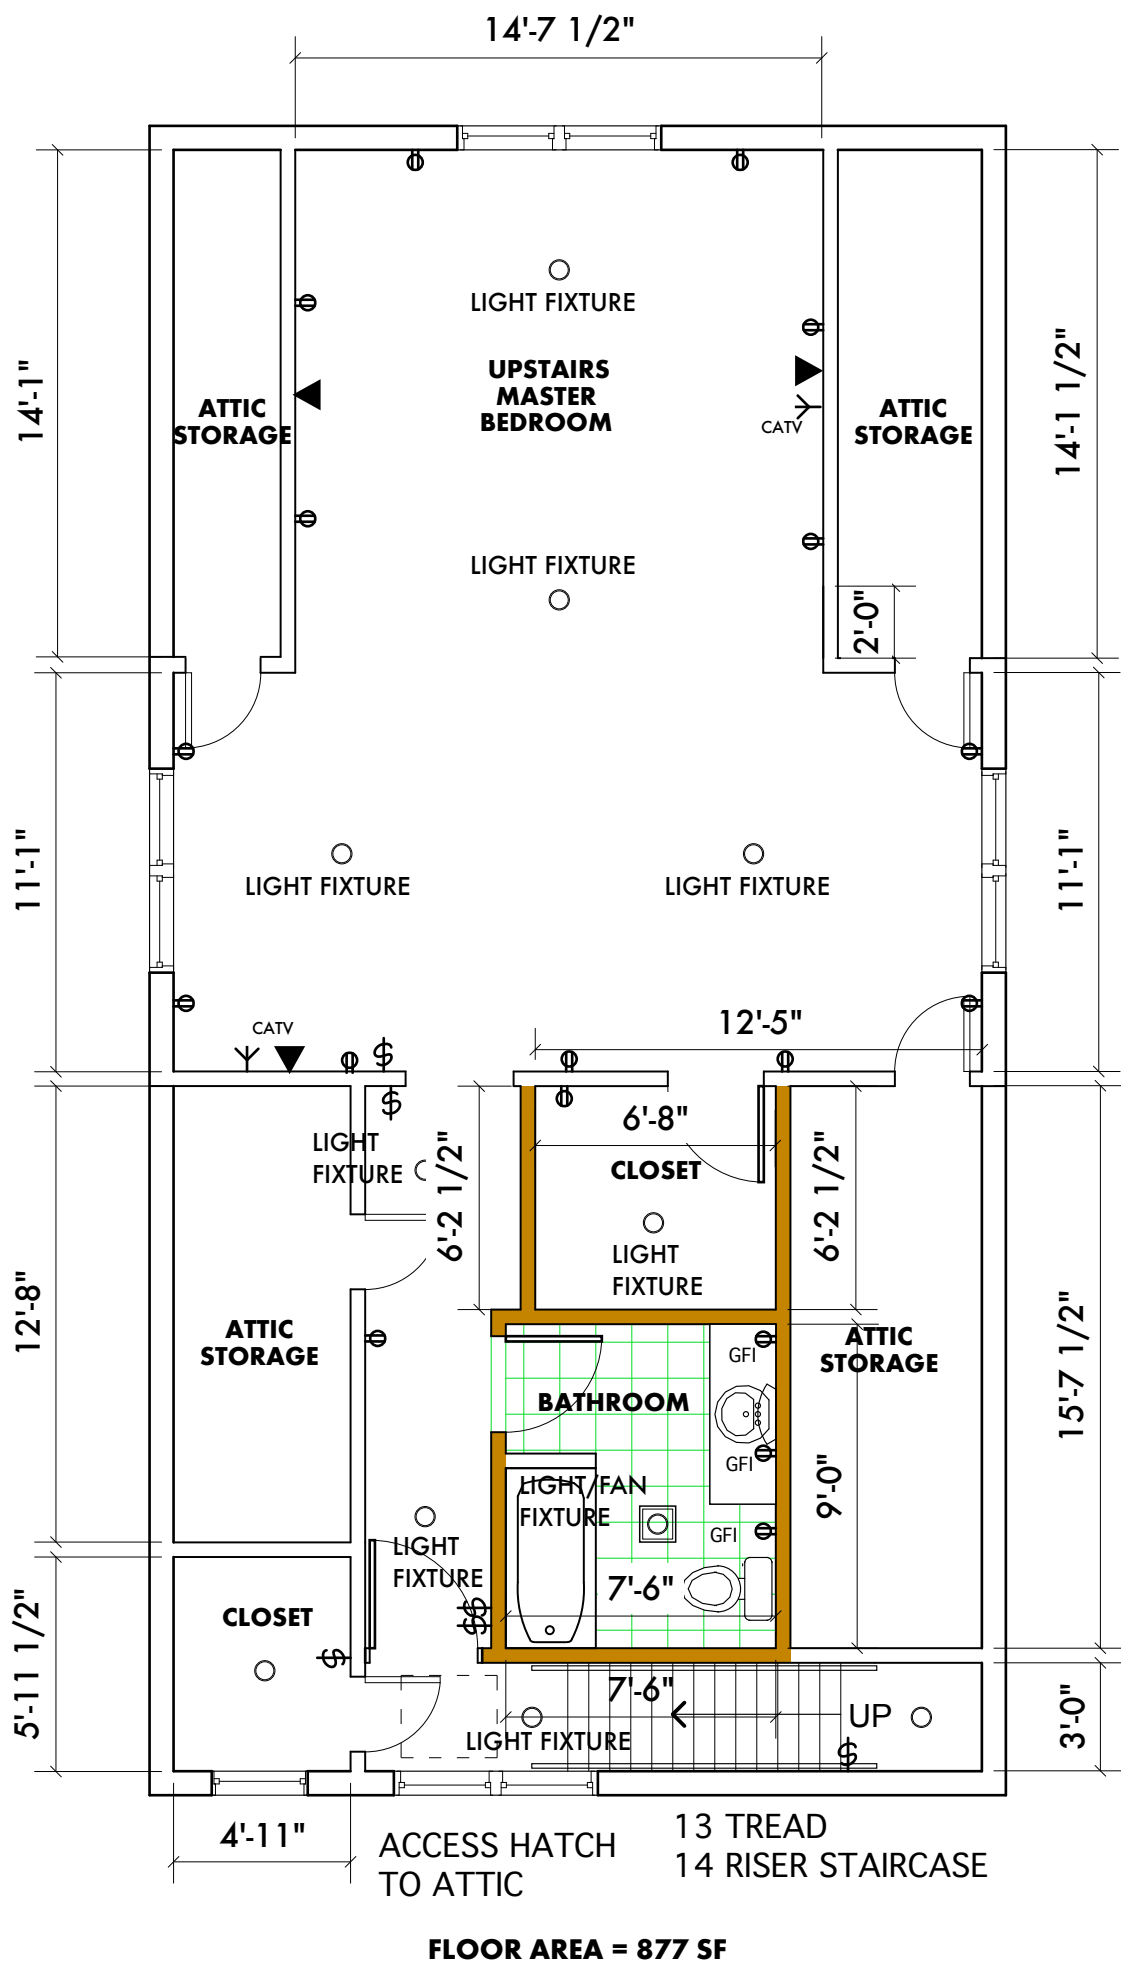 14'-7 1/2"
LIGHT FIXTURE
UPSTAIRS
MASTER
BEDROOM
14'-1"
ATTIC
STORAGE
CATV
ATTIC
STORAGE
14'-1 1/2"
LIGHT FIXTURE
2'-0"
11'-1"
LIGHT FIXTURE
LIGHT FIXTURE
11'-1"
CATV
12'-5"
6'-8"
LIGHT
FIXTURE
6'-2 1/2"
CLOSET
6'-2 1/2"
LIGHT
FIXTURE
12'-8"
ATTIC
STORAGE
GFI
ATTIC
STORAGE
15'-7 1/2"
BATHROOM
GFI
LIGHT/FAN
FIXTURE
9'-0"
GFI
LIGHT
FIXTURE
7'-6"
CLOSET
5'-11 1/2"
7'-6"
UP
LIGHT FIXTURE
3'-0"
4'-11"
ACCESS HATCH
TO ATTIC
13 TREAD
14 RISER STAIRCASE
FLOOR AREA = 877 SF